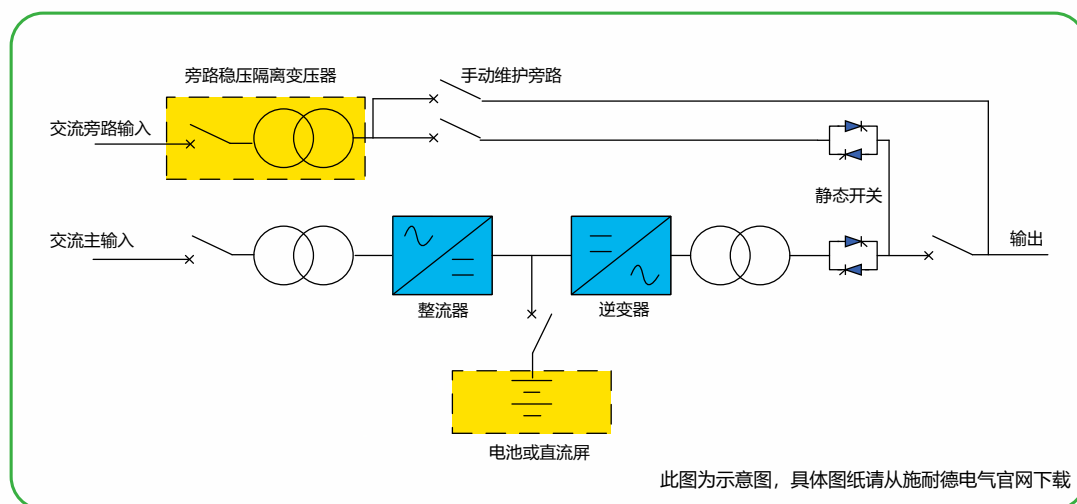 旁路稳压隔离变压器
手动维护旁路
交流旁路输入
静态开关
交流主输入
输出
整流器
逆变器
电池或直流屏
此图为示意图，具体图纸请从施耐德电气官网下载